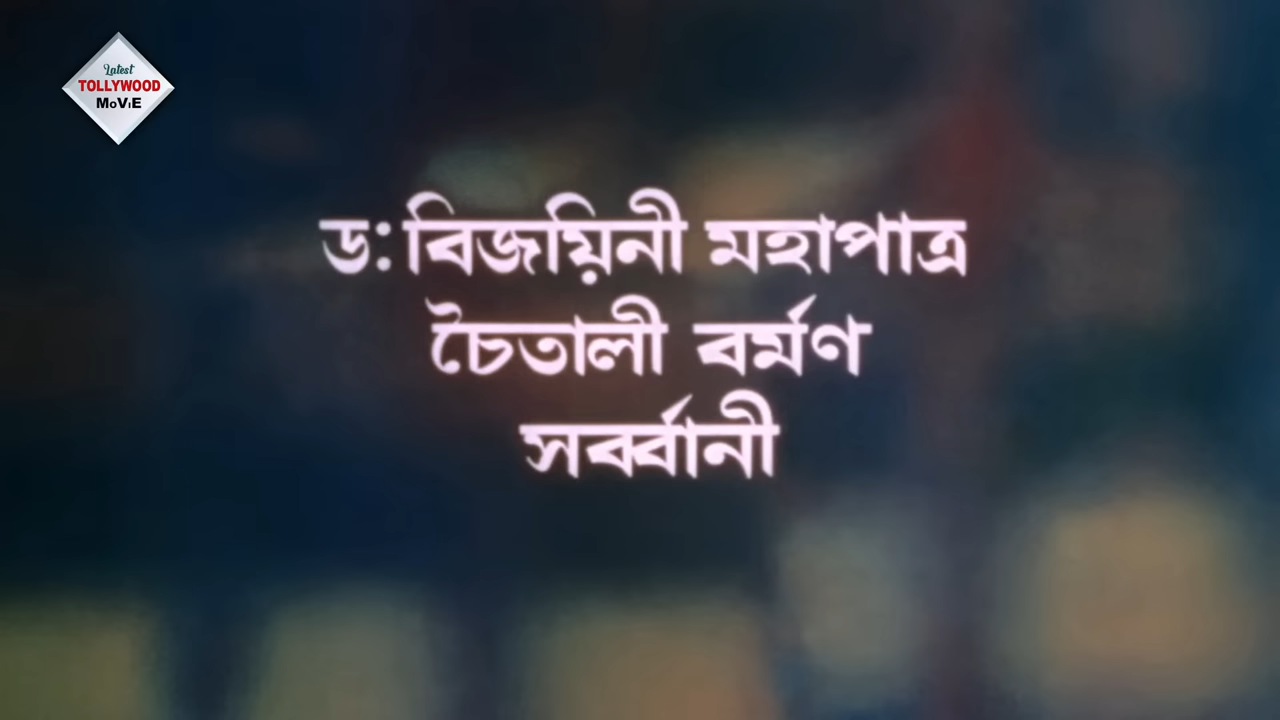 Latest
TOLLYWOOD
MoViE
ড: বিজয়িনী মহাপাত্র
চৈতালী বর্মণ
সর্ব্বানী